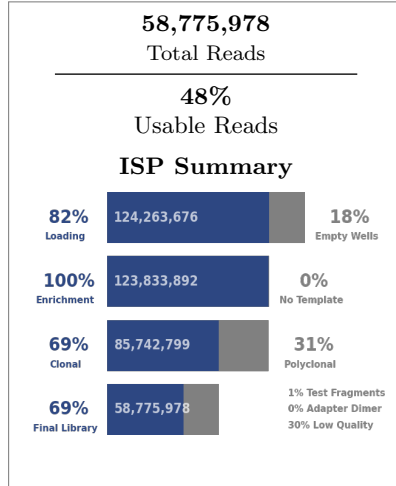 58,775,978
Total Reads
48%
Usable Reads
ISP Summary
82% 124,263,676 18%
Loading Empty Wells
100% 123,833,892 0%
Enrichment No Template
69% 85,742,799 31%
Clonal Polyclonal
1% Test Fragments
69% 58,775,978 0% Adapter Dimer
Final Library 30% Low Quality